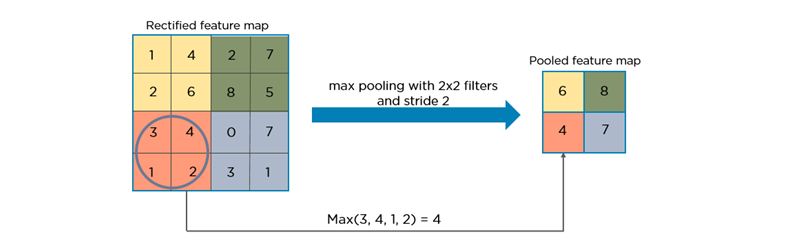 Rectified feature map
1 4 2 7
2 6 8 5
3 4 0 7
1 2 3 1
max pooling with 2x2 filters
and stride 2
Pooled feature map
6 8
4 7
Max(3, 4, 1, 2) = 4